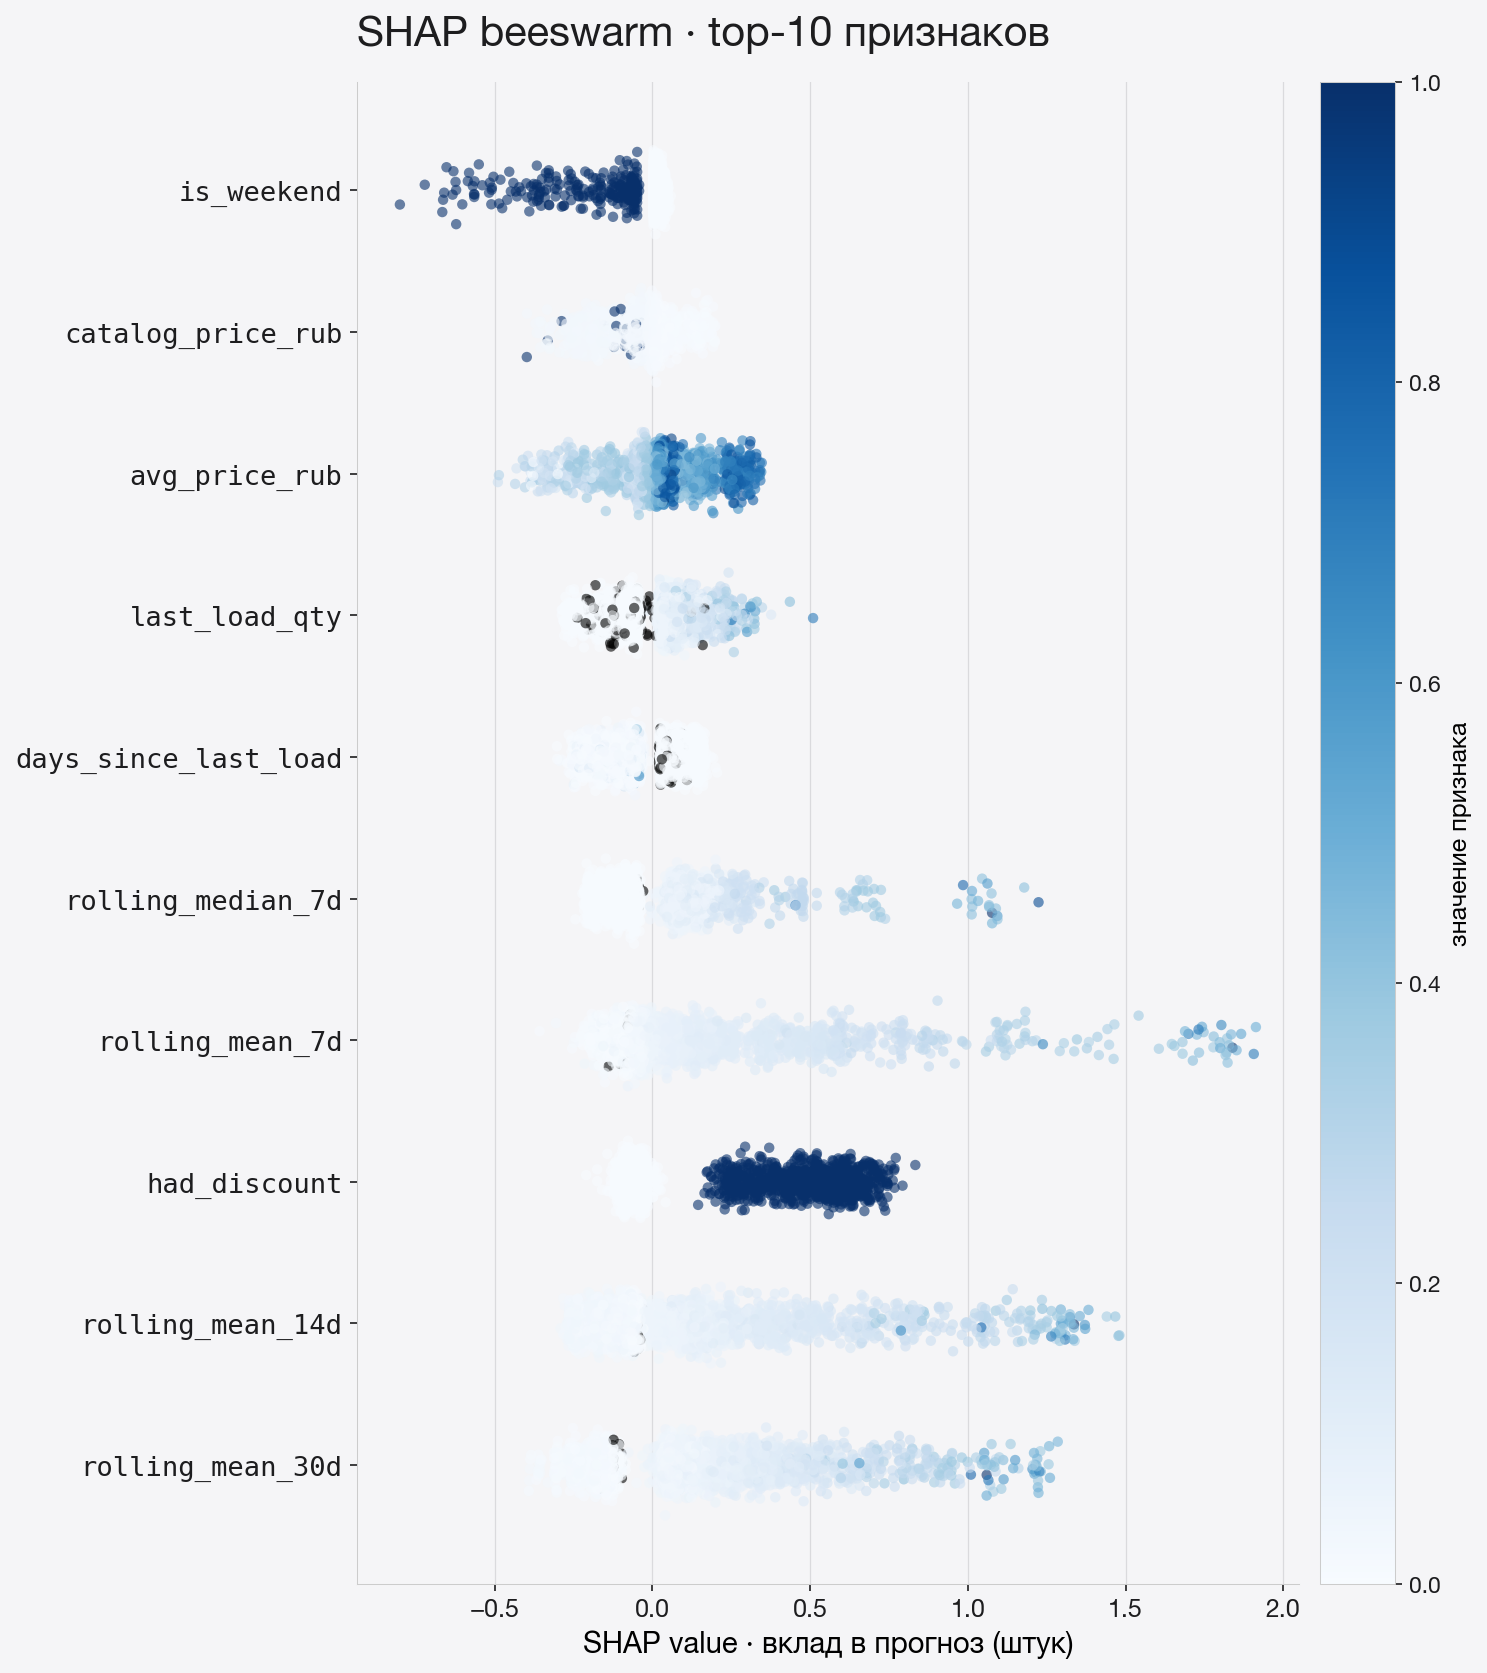 SHAP beeswarm · top-10 признаков
is_weekend
catalog_price_rub
avg_price_rub
last_load_qty
days_since_last_load
rolling_median_7d
rolling_mean_7d
had_discount
rolling_mean_14d
rolling_mean_30d
−0.5
0.0
0.5
1.0
1.5
2.0
SHAP value · вклад в прогноз (штук)
1.0
0.8
0.6
0.4
0.2
0.0
значение признака